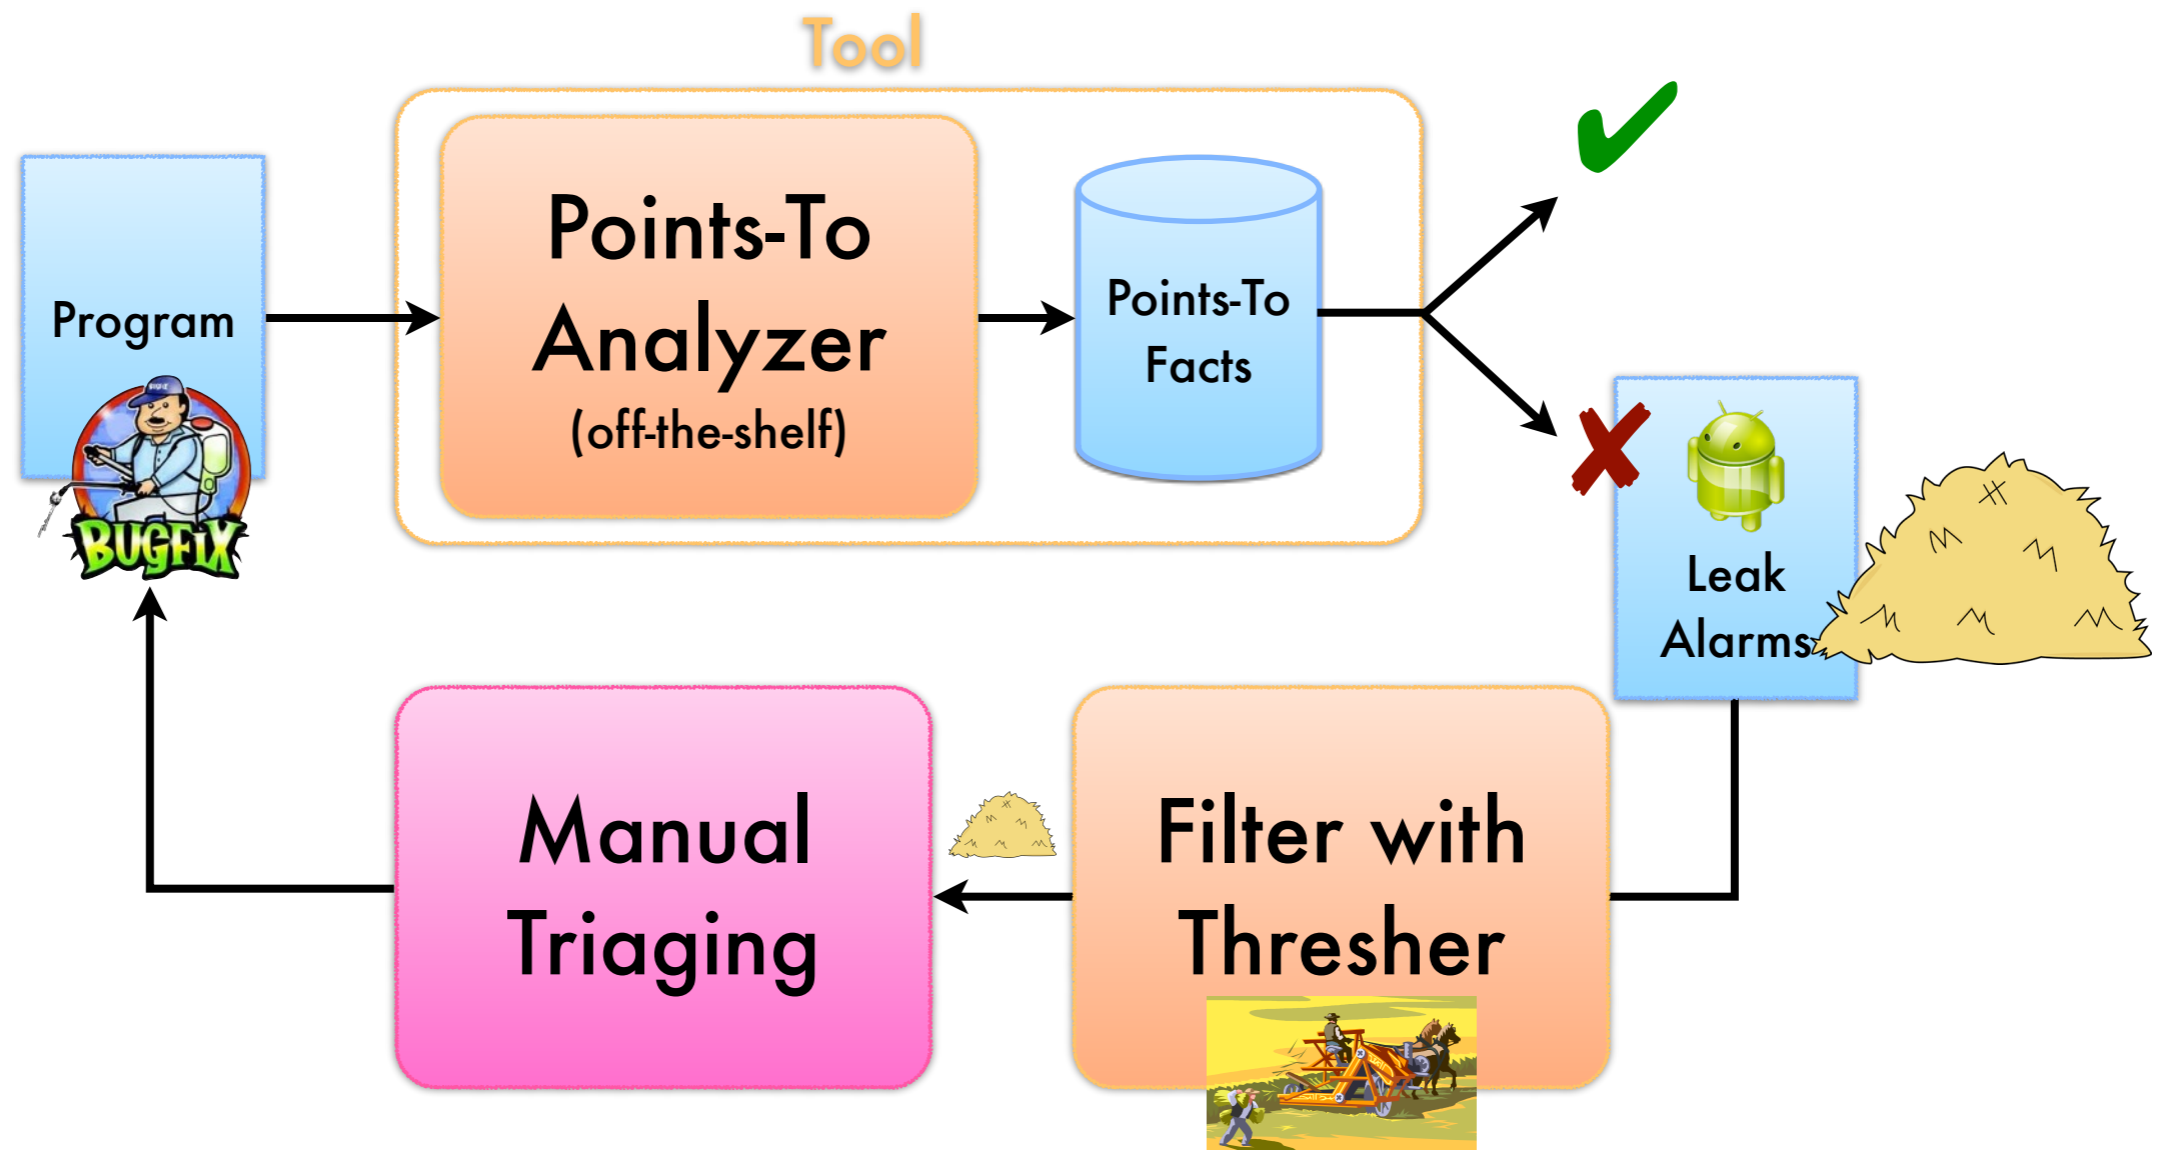 Tool
Program
BUGFIX
Points-To
Analyzer
(off-the-shelf)
Points-To
Facts
Leak
Alarms
Manual
Triaging
Filter with
Thresher